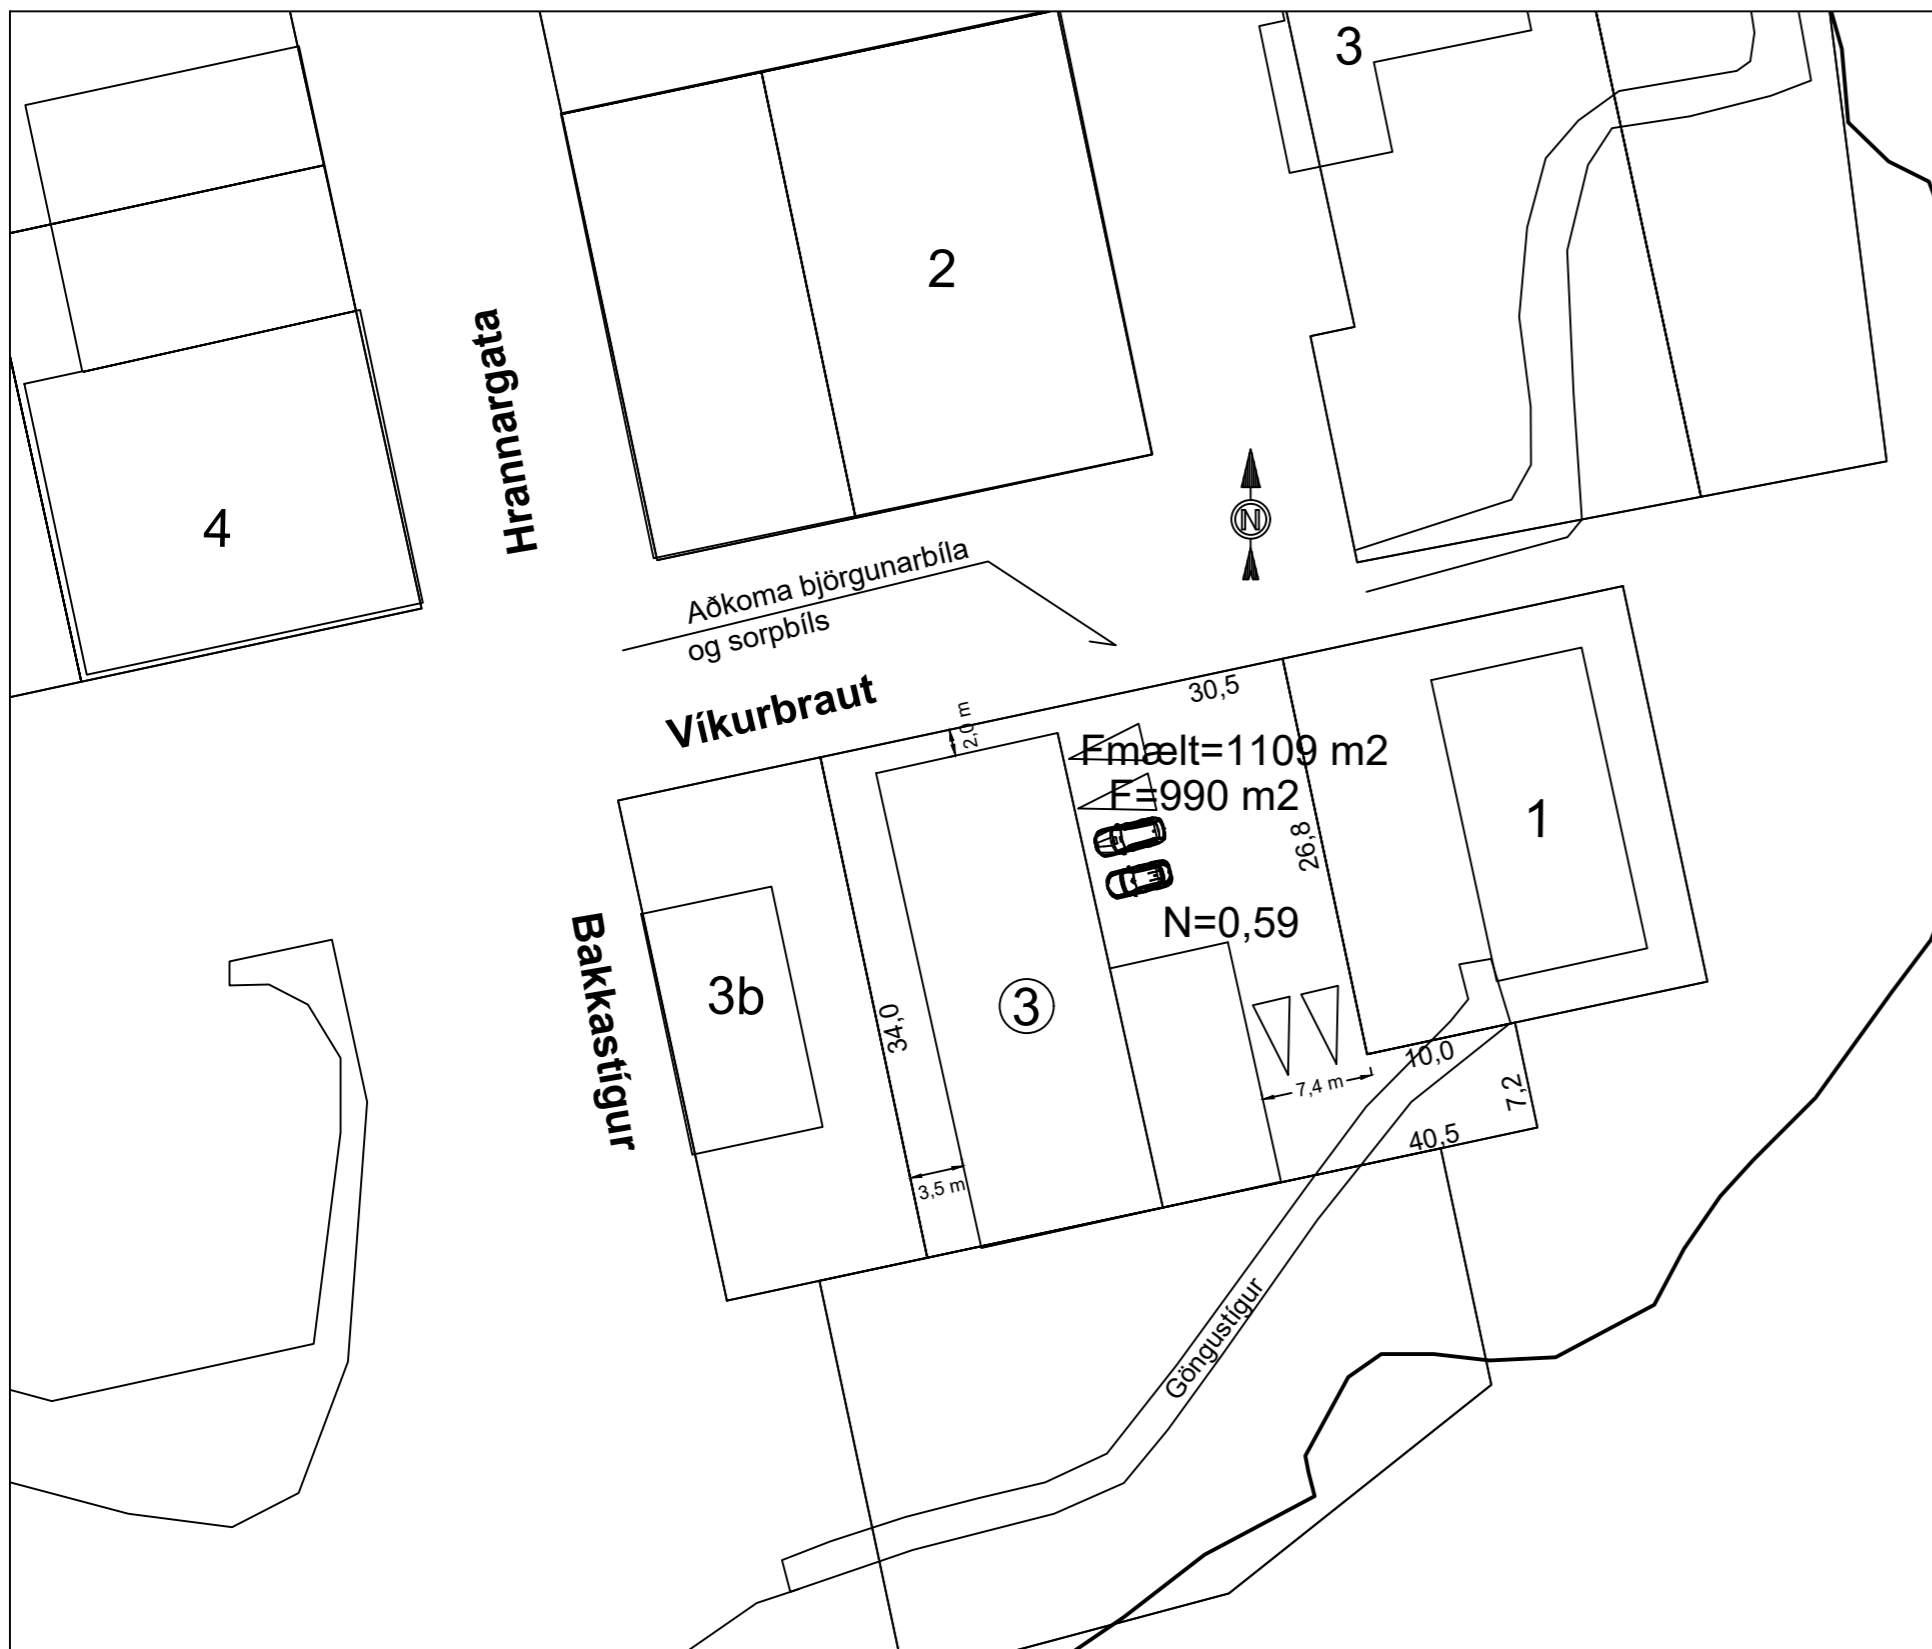 3
2
Hrannargata
4
N
Aðkoma björgunarbíla
og sorpbíls
Víkurbraut
30,5
2,0 m
Fmælt=1109 m2
F=990 m2
26,8
1
N=0,59
Bakkastígur
3b
34,0
3
10,0
7,4 m
7,2
40,5
3,5 m
Göngustígur